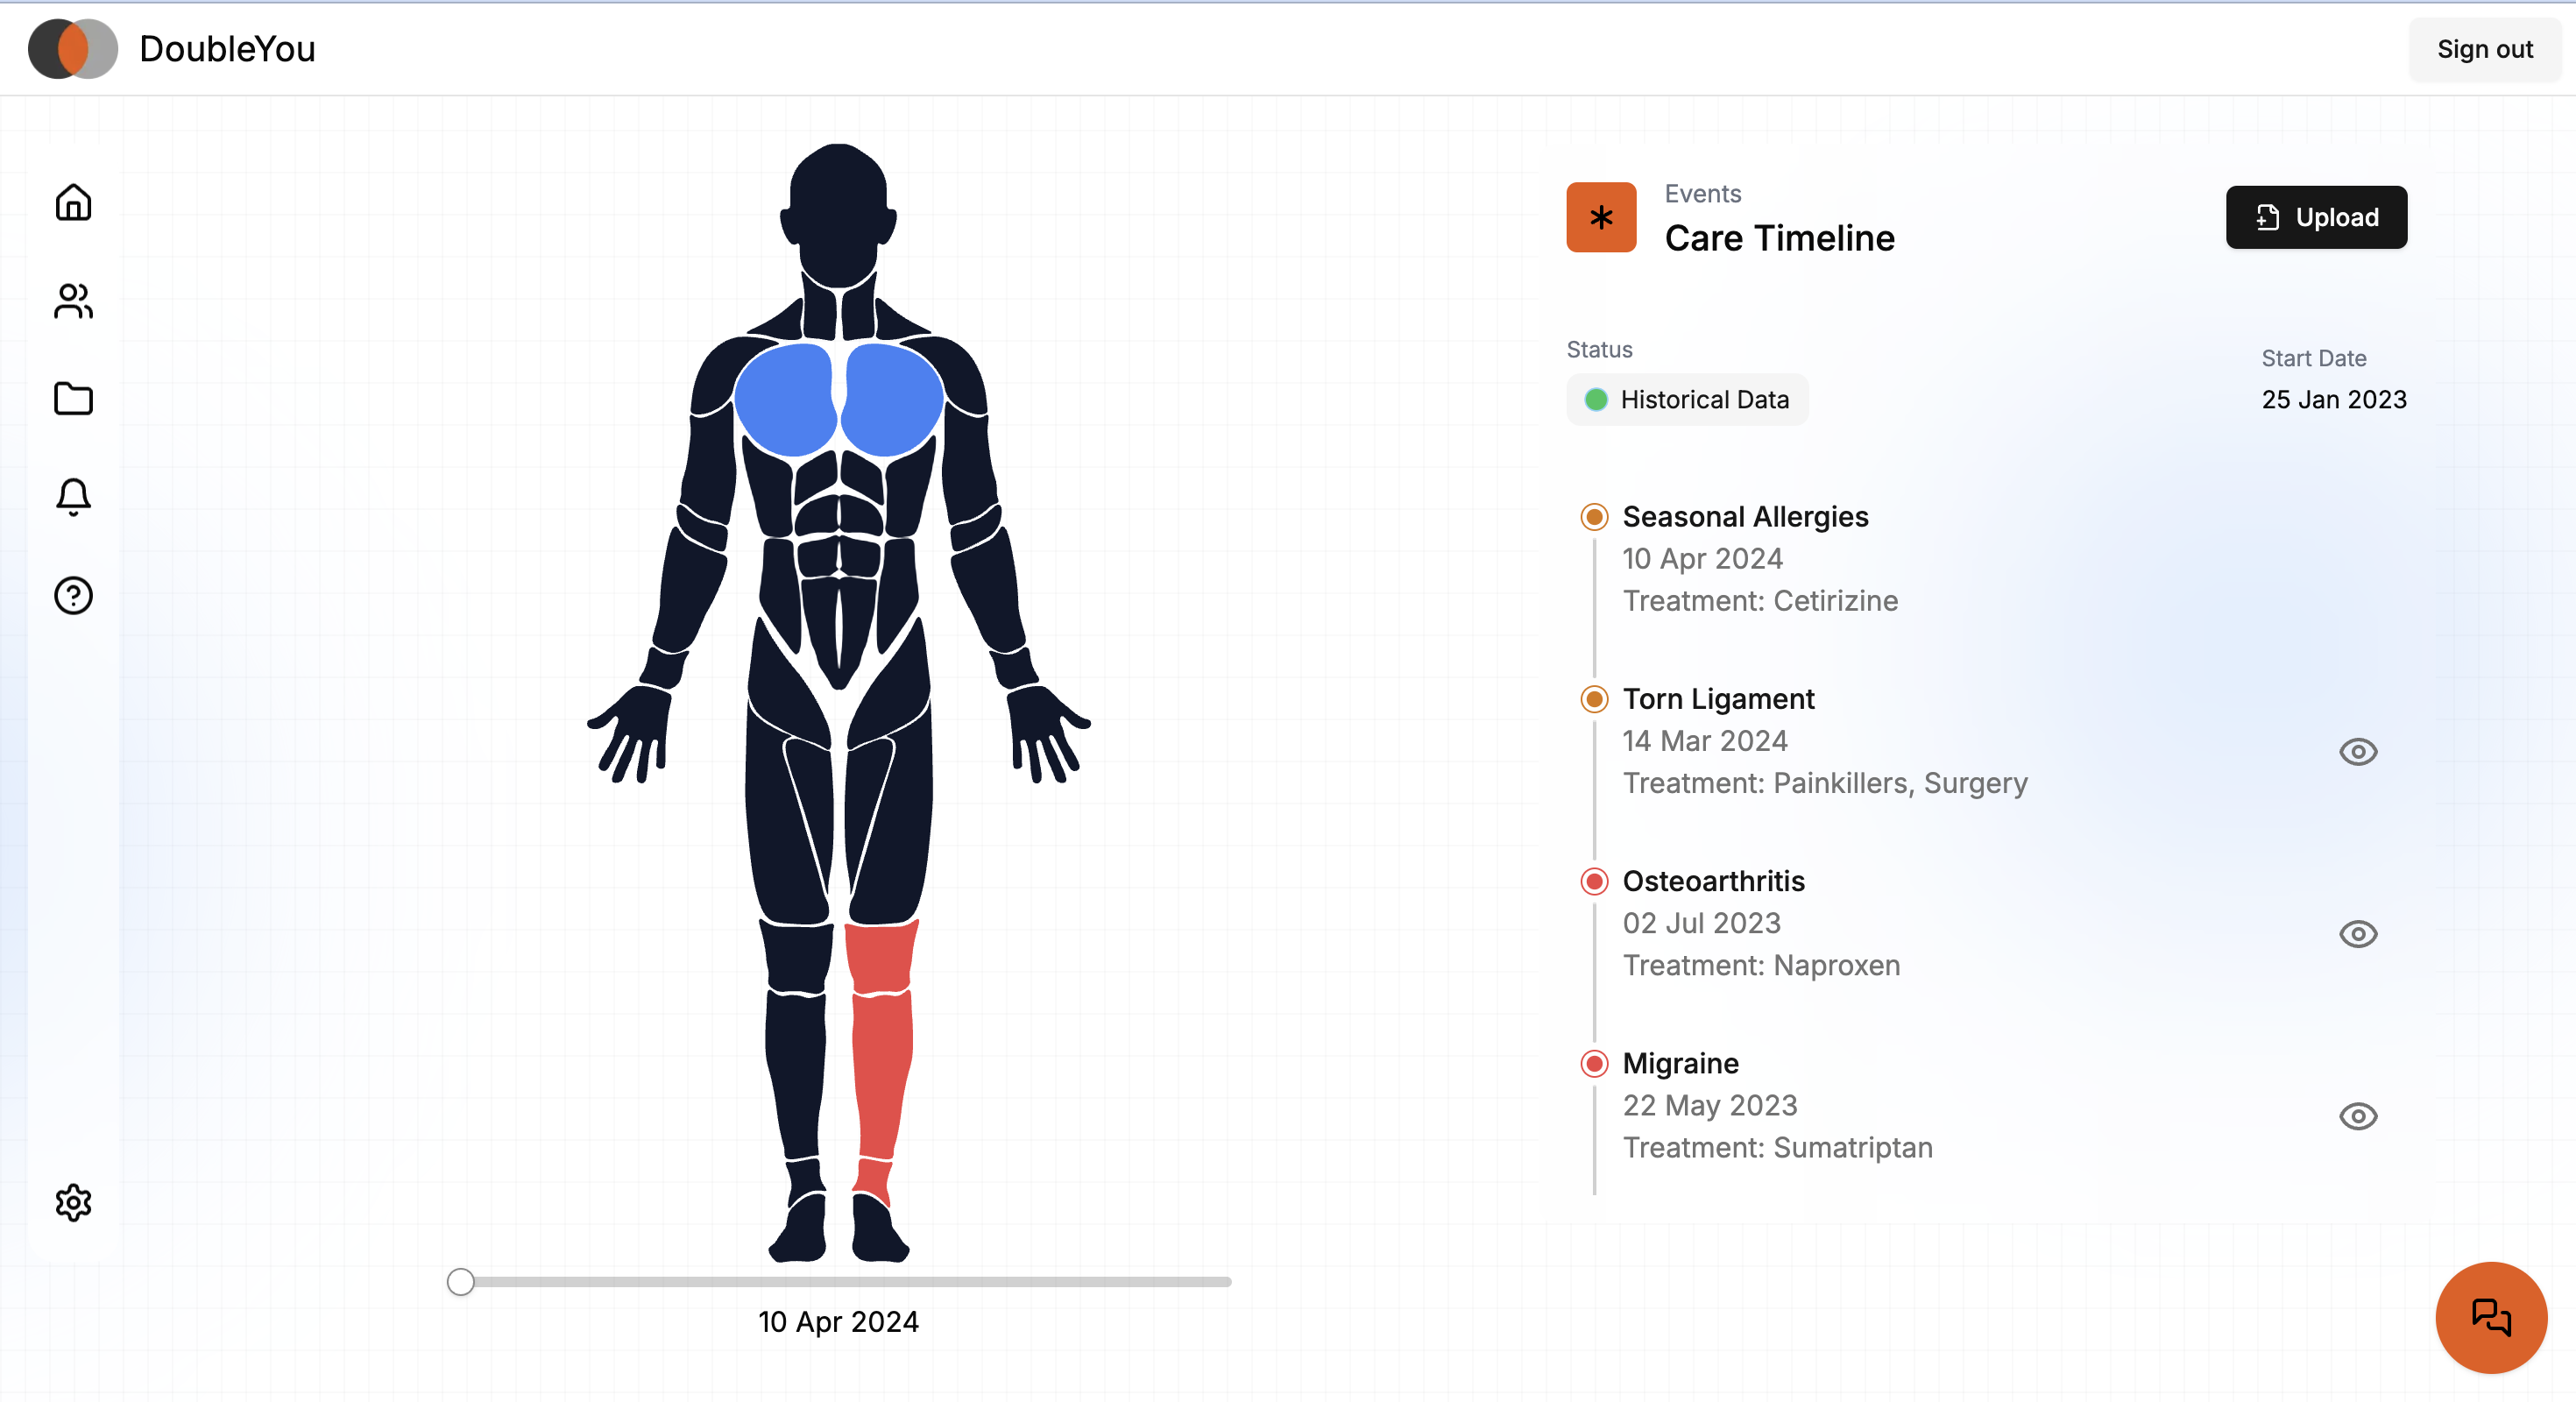 DoubleYou
Sign out
Events
Care Timeline
Upload
Status
Historical Data
Start Date
25 Jan 2023
Seasonal Allergies
10 Apr 2024
Treatment: Cetirizine
Torn Ligament
14 Mar 2024
Treatment: Painkillers, Surgery
Osteoarthritis
02 Jul 2023
Treatment: Naproxen
Migraine
22 May 2023
Treatment: Sumatriptan
10 Apr 2024